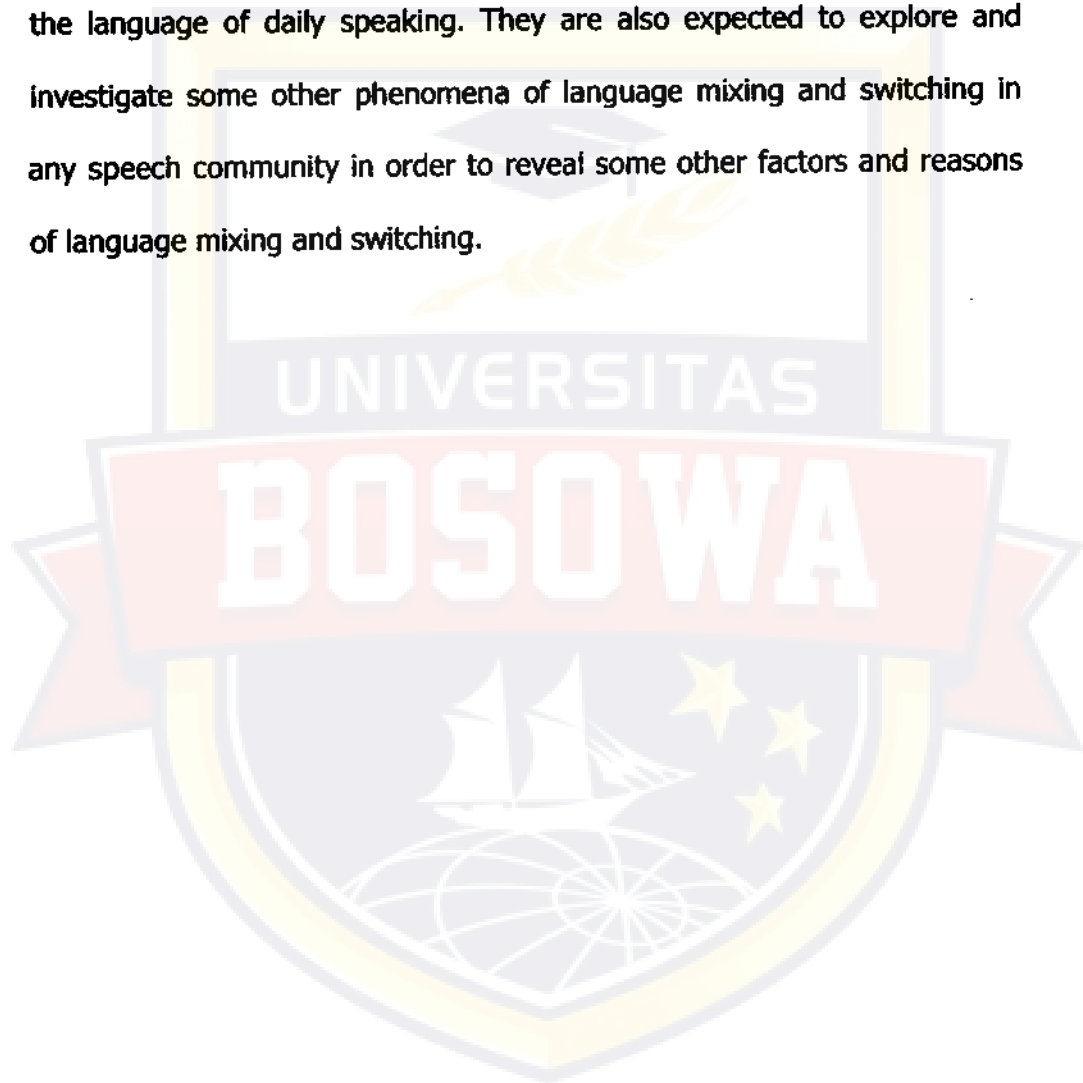 the language of daily speaking. They are also expected to explore and
investigate some other phenomena of language mixing and switching in
any speech community in order to reveal some other factors and reasons
of language mixing and switching.
UNIVERSITAS
BOSOWA